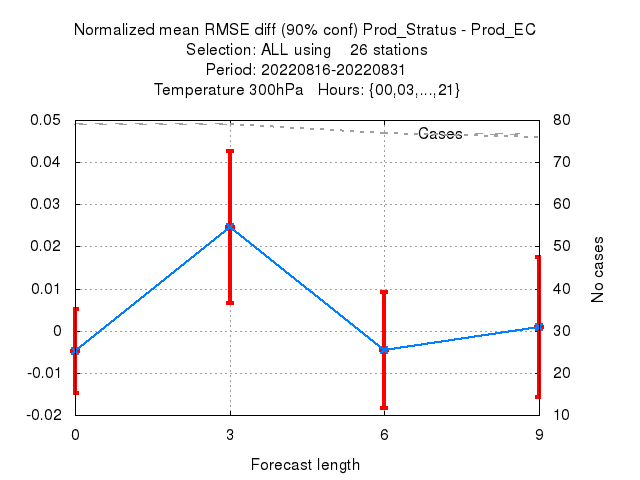 Normalized mean RMSE diff (90% conf) Prod_Stratus - Prod_EC
Selection: ALL using    26 stations
Period: 20220816-20220831
Temperature 300hPa   Hours: {00,03,...,21}
0.05
0.04
0.03
0.02
0.01
0
-0.01
-0.02
Cases
80
70
60
50
40
30
20
10
No cases
0 3 6 9
Forecast length